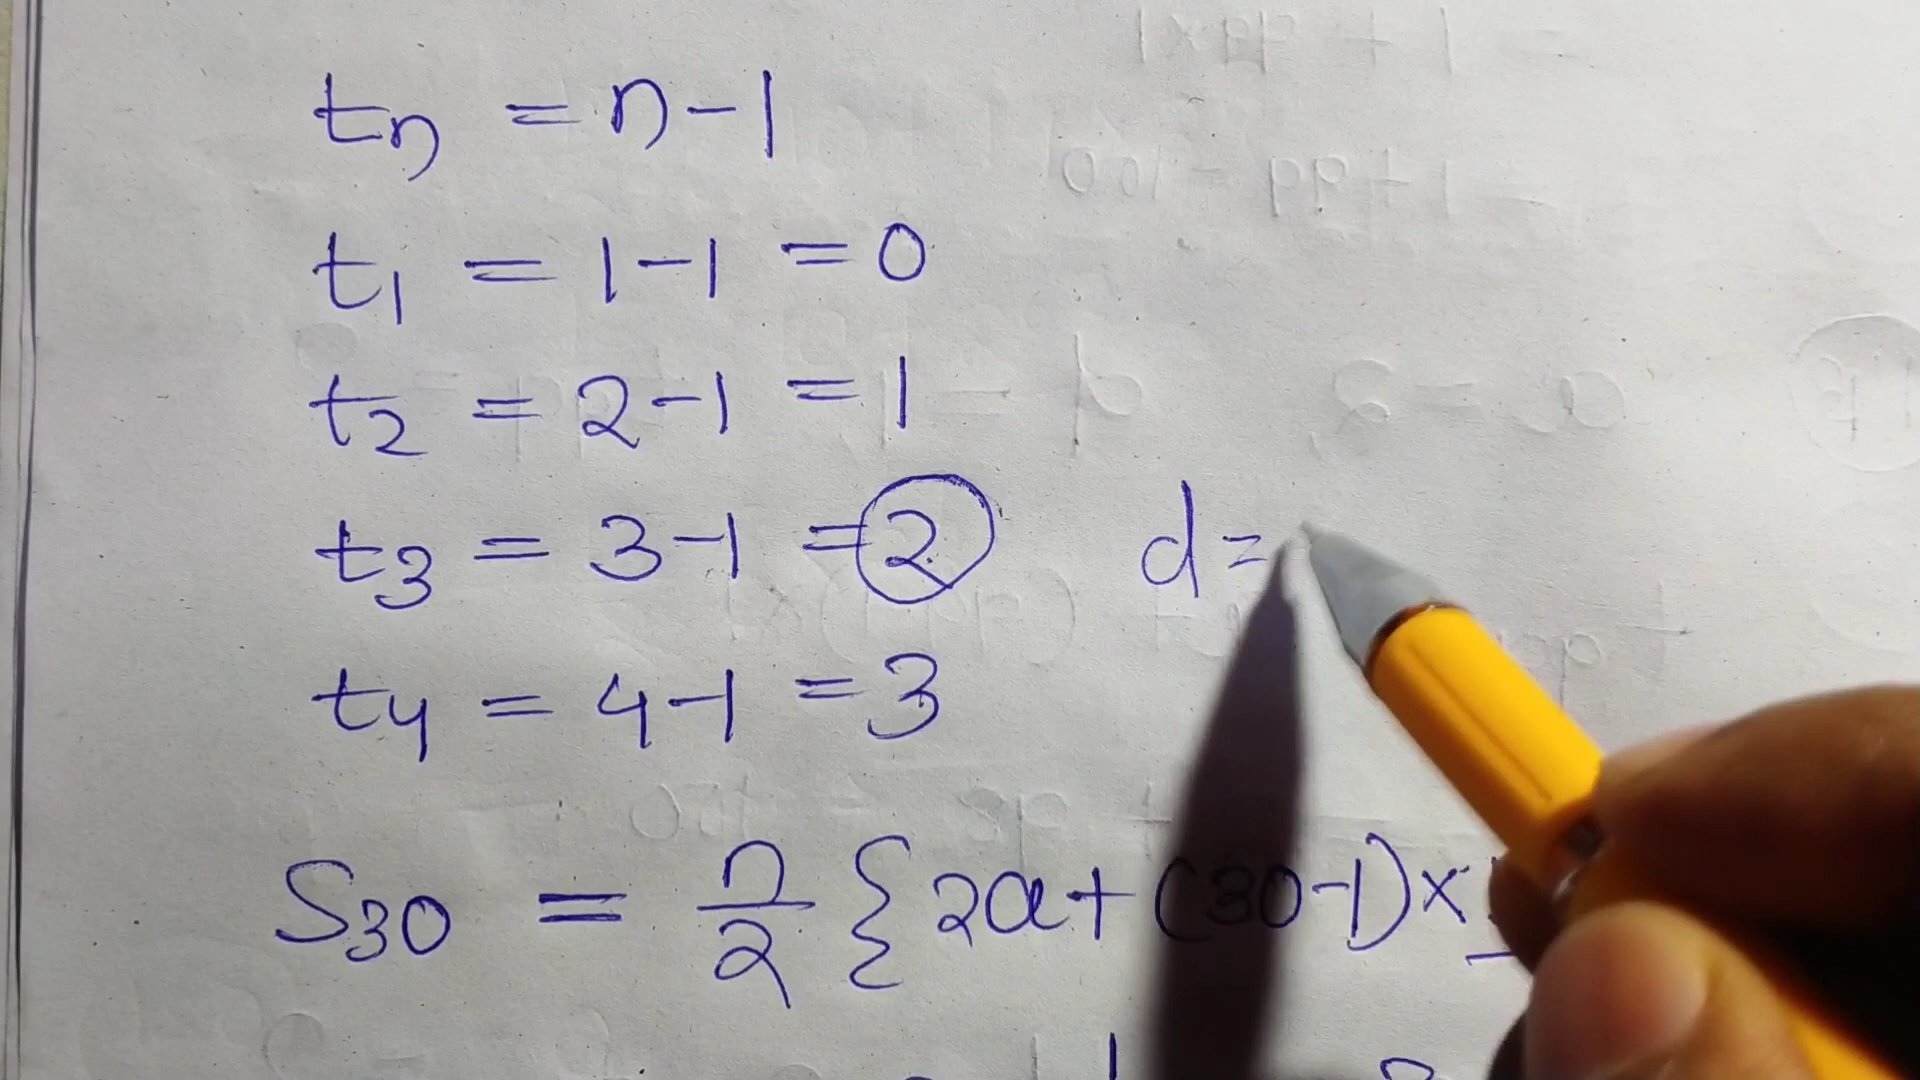 tn = n-1
t1 = 1-1 = 0
t2 = 2-1 = 1
t3 = 3-1 = 2 d=
t4 = 4-1 = 3
S30 = n/2 {2a+(30-1)×